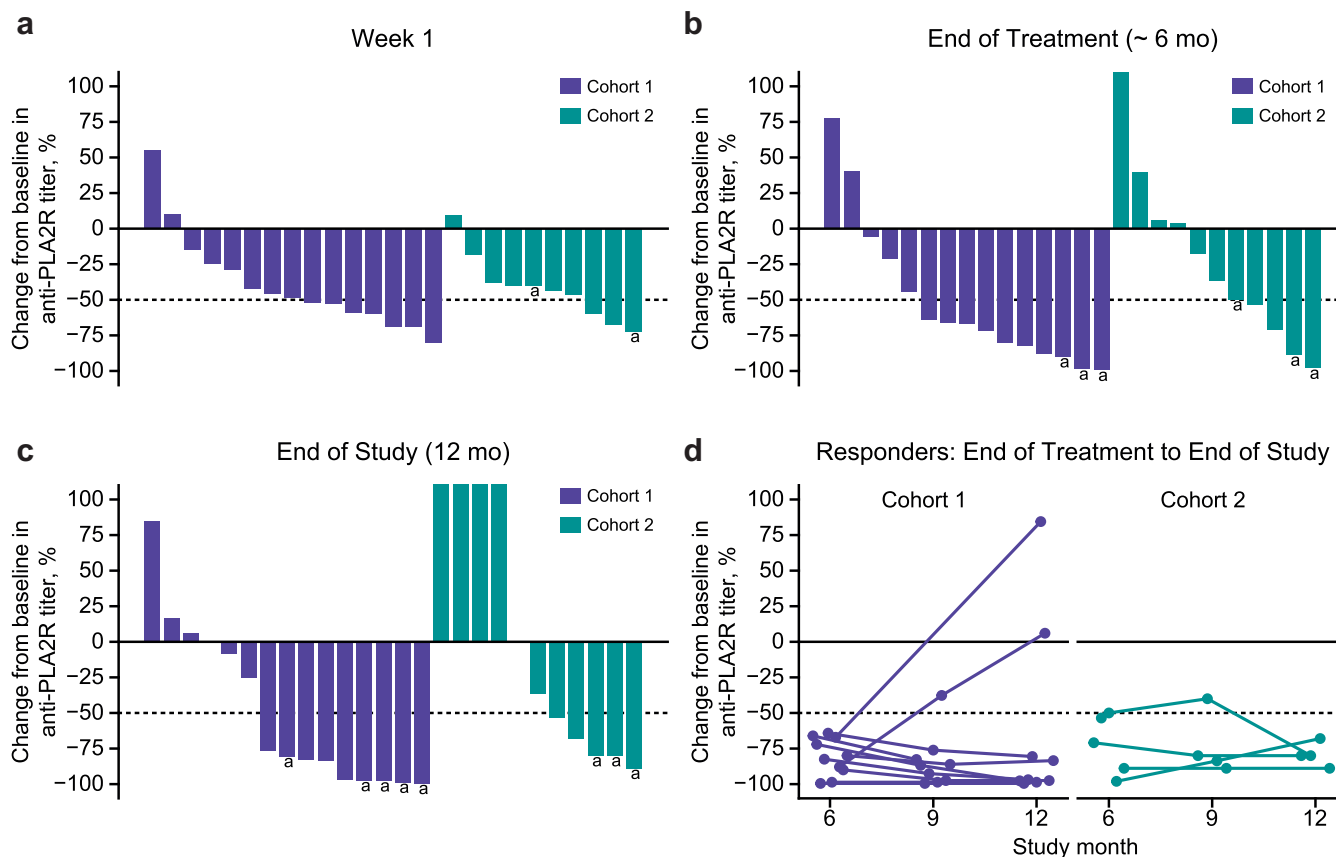 a
Week 1
Change from baseline in
anti-PLA2R titer, %
100
75
50
25
0
−25
−50
−75
−100
Cohort 1
Cohort 2
a
a
b
End of Treatment (~ 6 mo)
Change from baseline in
anti-PLA2R titer, %
100
75
50
25
0
−25
−50
−75
−100
Cohort 1
Cohort 2
a
a
a
a
a
a
c
End of Study (12 mo)
Change from baseline in
anti-PLA2R titer, %
100
75
50
25
0
−25
−50
−75
−100
Cohort 1
Cohort 2
a
a
a
a
a
a
a
a
d
Responders: End of Treatment to End of Study
Cohort 1
Cohort 2
Change from baseline in
anti-PLA2R titer, %
100
75
50
25
0
−25
−50
−75
−100
6
9
12
6
9
12
Study month